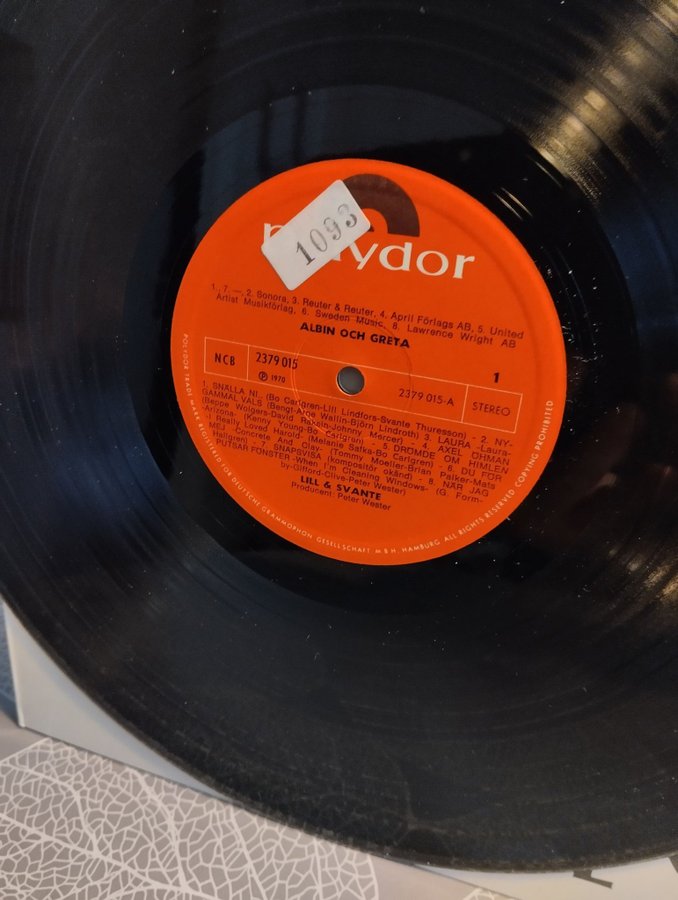 1093
polydor
1., 7. —, 2. Sonora, 3. Reuter & Reuter, 4. April Förlags AB, 5. United
Artist Musikförlag, 6. Sweden Music, 8. Lawrence Wright AB
ALBIN OCH GRETA
NCB 2379 015 ℗ 1970 2379 015-A 1 STEREO
1. SNÄLLA NI.. (Bo Carlgren-Lill Lindfors-Svante Thuresson) - 2. NY-
GAMMAL VALS (Bengt-Arne Wallin-Björn Lindroth) 3. LAURA -Laura-
(Beppe Wolgers-David Raksin-Johnny Mercer) - 4. AXEL ÖHMAN
-Arizona- (Kenny Young-Bo Carlgren) - 5 DRÖMDE OM HIMLEN
-I Really Loved Harold- (Melanie Safka-Bo Carlgren) - 6. DU FÖR
MEJ -Concrete And Clay- (Tommy Moeller-Brian Parker-Mats
Hallgren) - 7. SNAPSVISA (kompositör okänd) - 8. NÄR JAG
PUTSAR FÖNSTER -When I'm Cleaning Windows- (G. Form-
by-Gifford-Clive-Peter Wester)
LILL & SVANTE
Producent: Peter Wester
POLYDOR TRADE MARK REGISTERED FOR DEUTSCHE GRAMMOPHON GESELLSCHAFT M B H. HAMBURG ALL RIGHTS RESERVED COPYING PROHIBITED